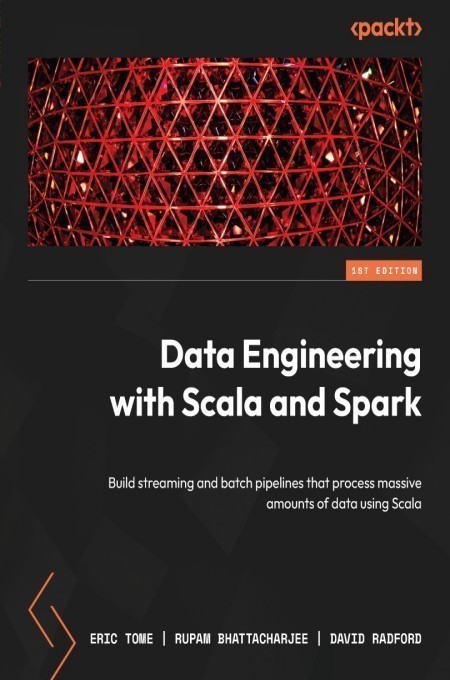 <packt>
1ST EDITION
Data Engineering
with Scala and Spark
Build streaming and batch pipelines that process massive
amounts of data using Scala
ERIC TOME | RUPAM BHATTACHARJEE | DAVID RADFORD